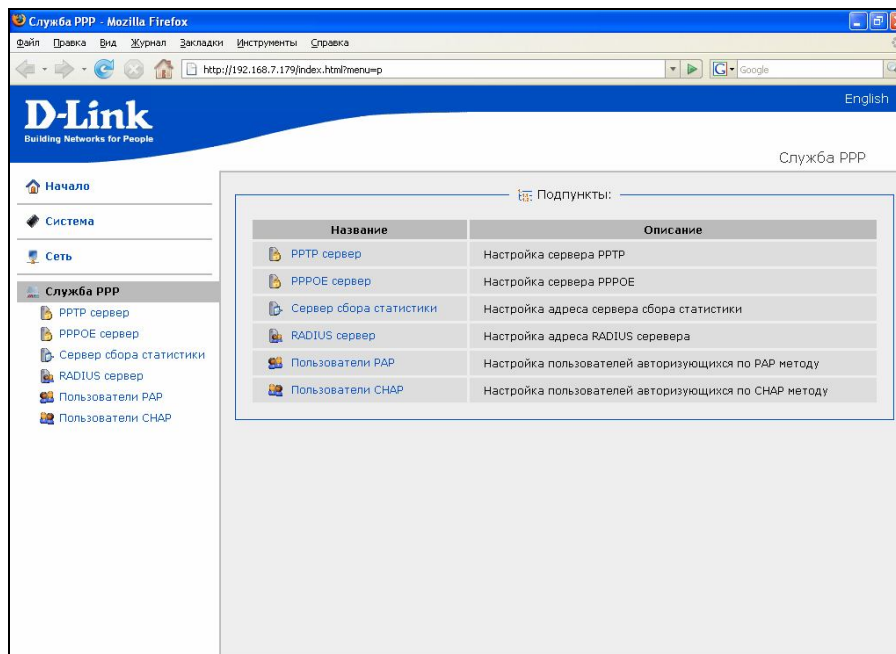 Служба PPP - Mozilla Firefox
Файл Правка Вид Журнал Закладки Инструменты Справка
http://192.168.7.179/index.html?menu=p
Google
English
D-Link
Building Networks for People
Служба PPP
Начало
Система
Сеть
Служба PPP
PPTP сервер
PPPOE сервер
Сервер сбора статистики
RADIUS сервер
Пользователи PAP
Пользователи CHAP
Подпункты:
Название Описание
PPTP сервер Настройка сервера PPTP
PPPOE сервер Настройка сервера PPPOE
Сервер сбора статистики Настройка адреса сервера сбора статистики
RADIUS сервер Настройка адреса RADIUS серевера
Пользователи PAP Настройка пользователей авторизующихся по PAP методу
Пользователи CHAP Настройка пользователей авторизующихся по CHAP методу